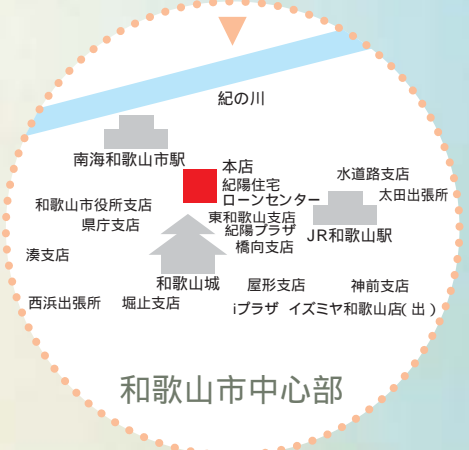 紀の川
南海和歌山市駅
本店
紀陽住宅
ローンセンター
水道路支店
太田出張所
和歌山市役所支店
東和歌山支店
県庁支店
紀陽プラザ
JR和歌山駅
橋向支店
湊支店
和歌山城
屋形支店
神前支店
西浜出張所
堀止支店
iプラザ イズミヤ和歌山店(出)
和歌山市中心部